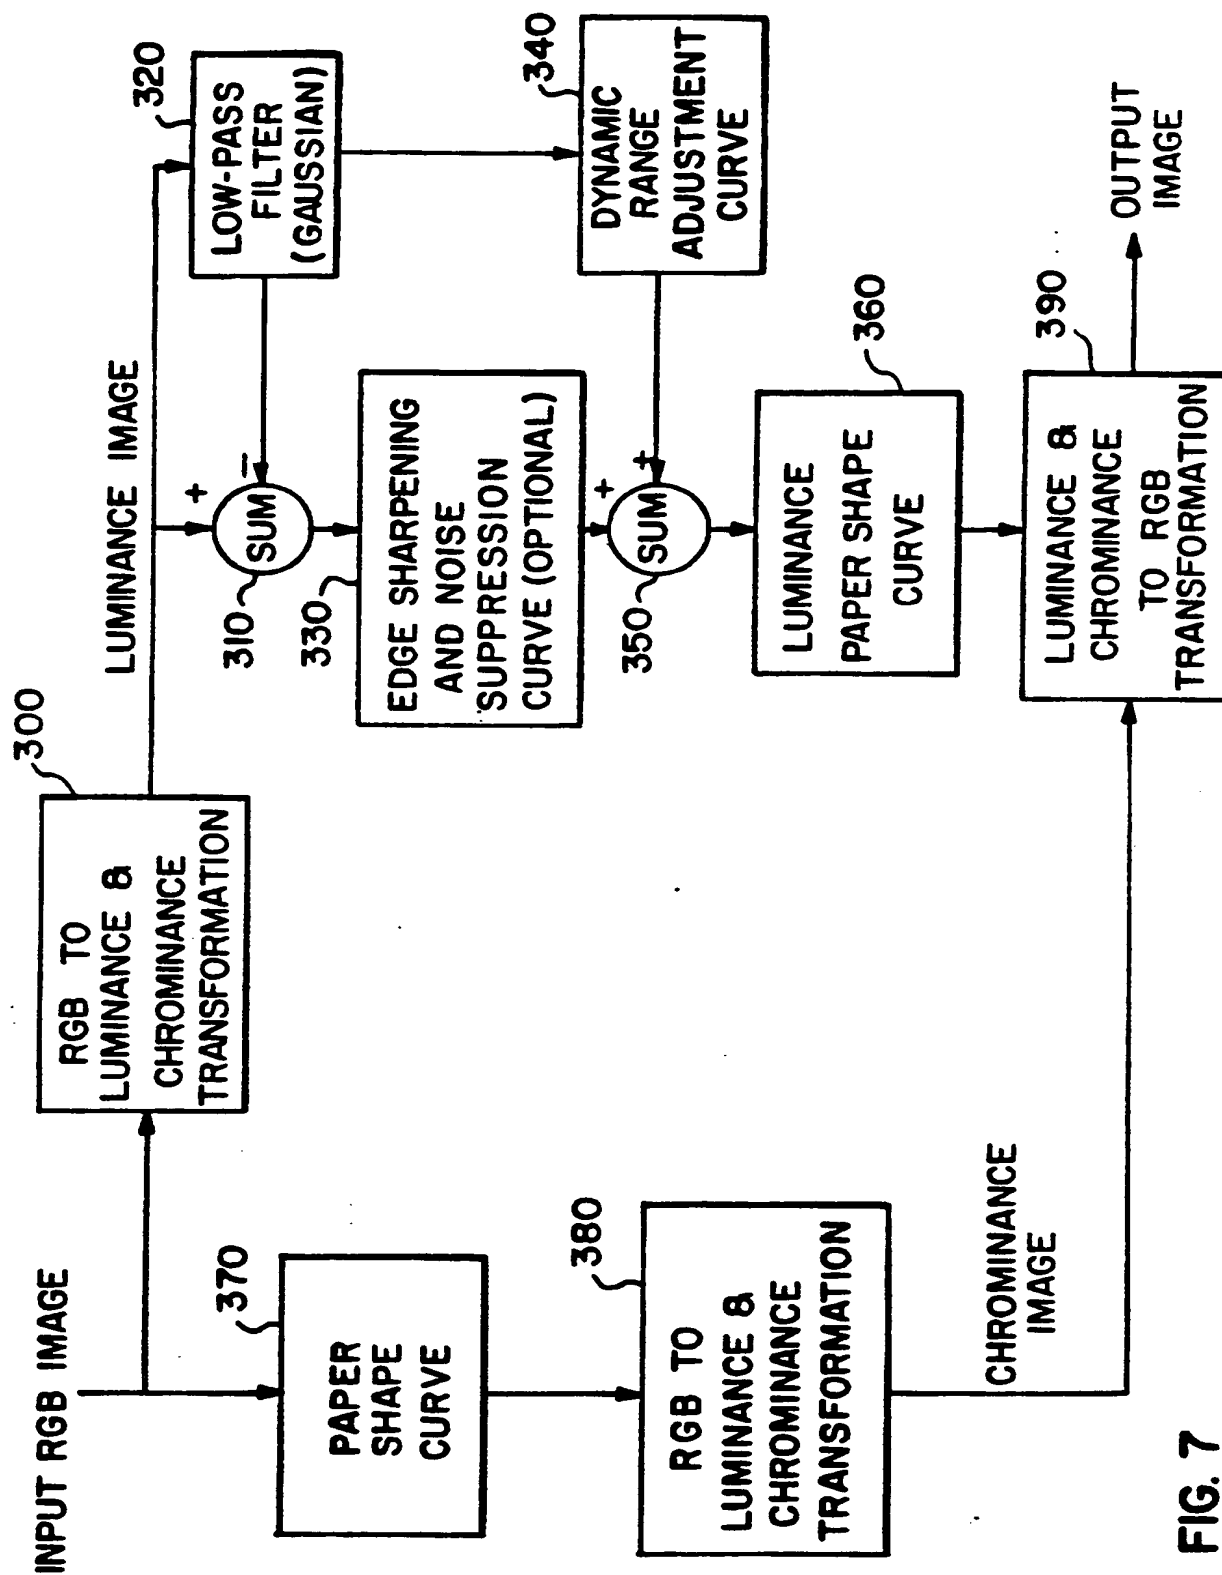 INPUT RGB IMAGE
300
RGB TO
LUMINANCE &
CHROMINANCE
TRANSFORMATION
LUMINANCE IMAGE
320
LOW-PASS
FILTER
(GAUSSIAN)
+
-
SUM
310
330
EDGE SHARPENING
AND NOISE
SUPPRESSION
CURVE (OPTIONAL)
340
DYNAMIC
RANGE
ADJUSTMENT
CURVE
+
+
SUM
350
360
LUMINANCE
PAPER SHAPE
CURVE
370
PAPER
SHAPE
CURVE
380
RGB TO
LUMINANCE &
CHROMINANCE
TRANSFORMATION
CHROMINANCE
IMAGE
390
LUMINANCE &
CHROMINANCE
TO RGB
TRANSFORMATION
OUTPUT
IMAGE
FIG. 7